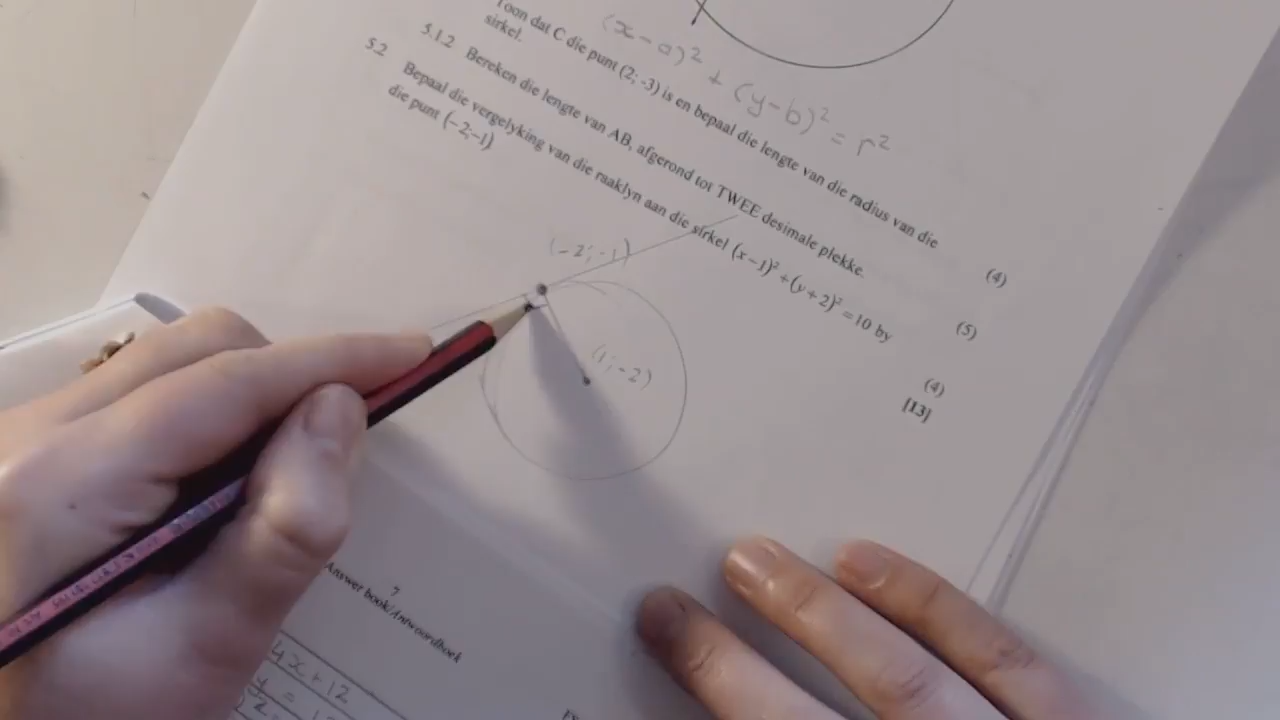 Toon dat C die punt (2; -3) is en bepaal die lengte van die radius van die
sirkel.
(4)
(x-a)² + (y-b)² = r²
5.1.2 Bereken die lengte van AB, afgerond tot TWEE desimale plekke.
(5)
5.2 Bepaal die vergelyking van die raaklyn aan die sirkel (x-1)² + (y+2)² = 10 by
die punt (-2;-1)
(4)
[13]
(-2;-1)
(1;-2)
7
Answer book/Antwoordboek
4x+12